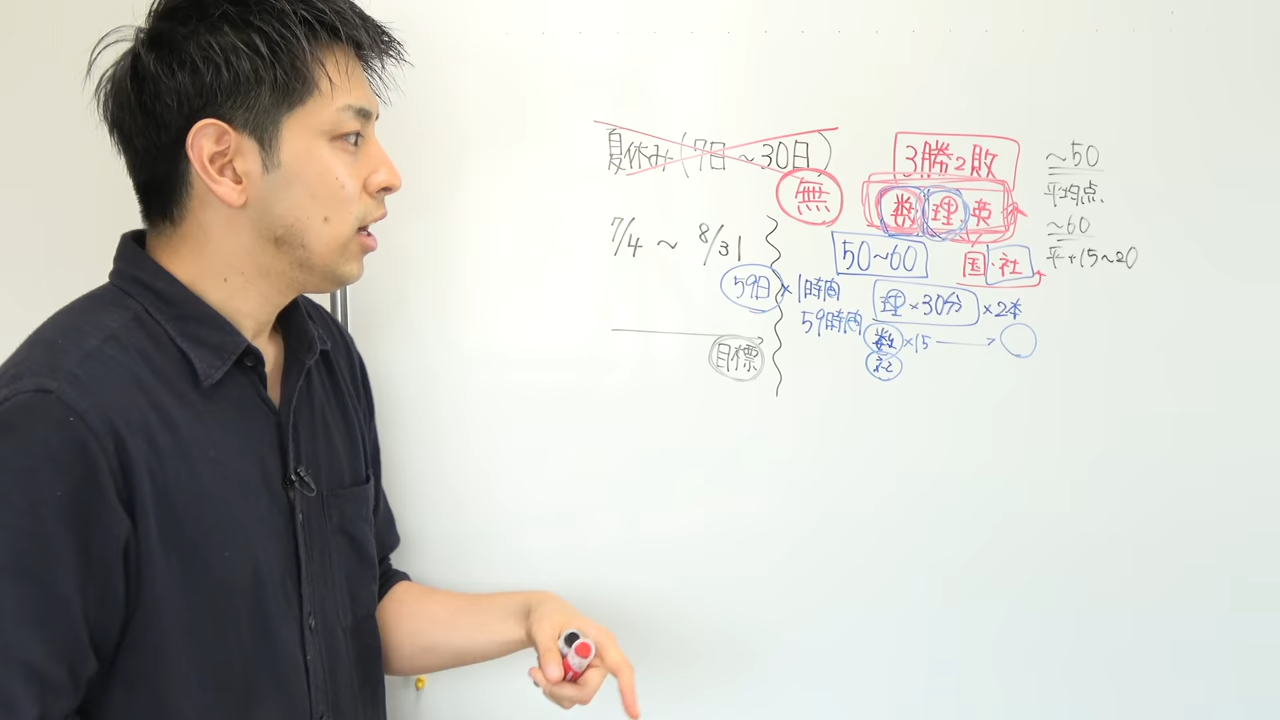 夏休み(7日～30日)
無
7/4 ～ 8/31
59日×1時間
59時間
目標
3勝2敗
数 理 英
国・社
50～60
理×30分×2本
数×15→
～50
平均点
～60
平+15～20